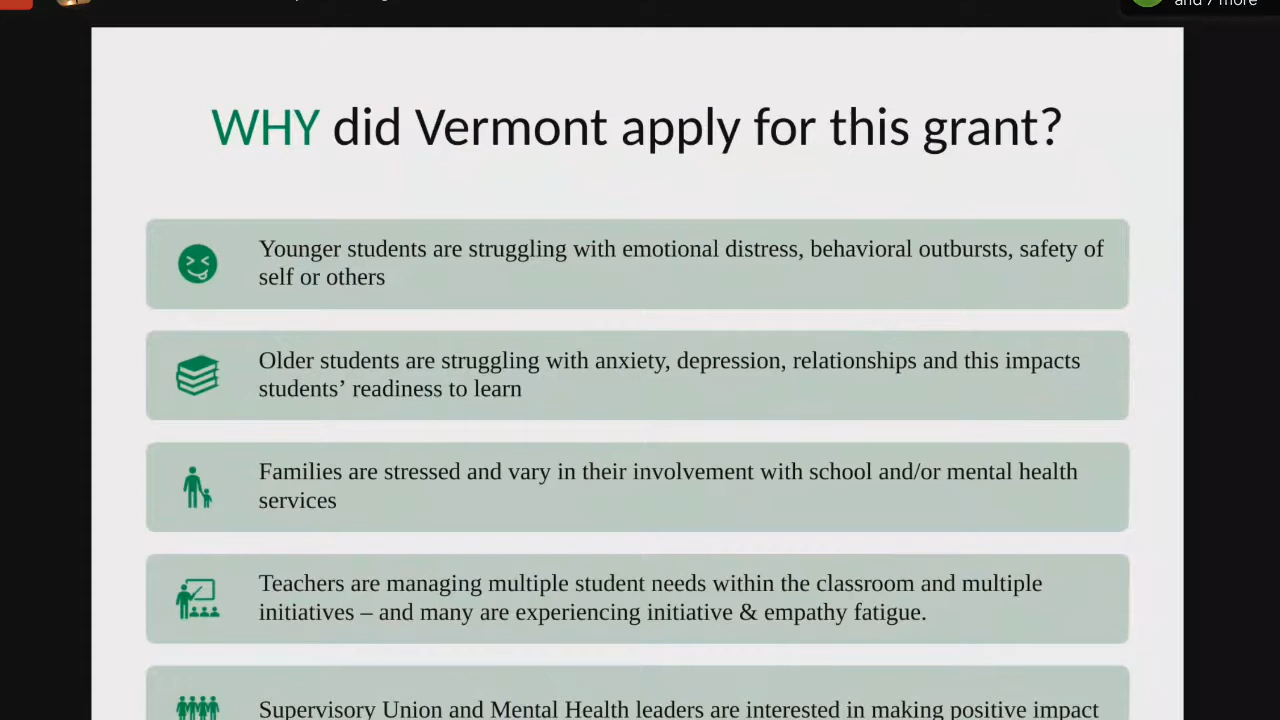 and 7 more
WHY did Vermont apply for this grant?
Younger students are struggling with emotional distress, behavioral outbursts, safety of
self or others
Older students are struggling with anxiety, depression, relationships and this impacts
students’ readiness to learn
Families are stressed and vary in their involvement with school and/or mental health
services
Teachers are managing multiple student needs within the classroom and multiple
initiatives – and many are experiencing initiative & empathy fatigue.
Supervisory Union and Mental Health leaders are interested in making positive impact